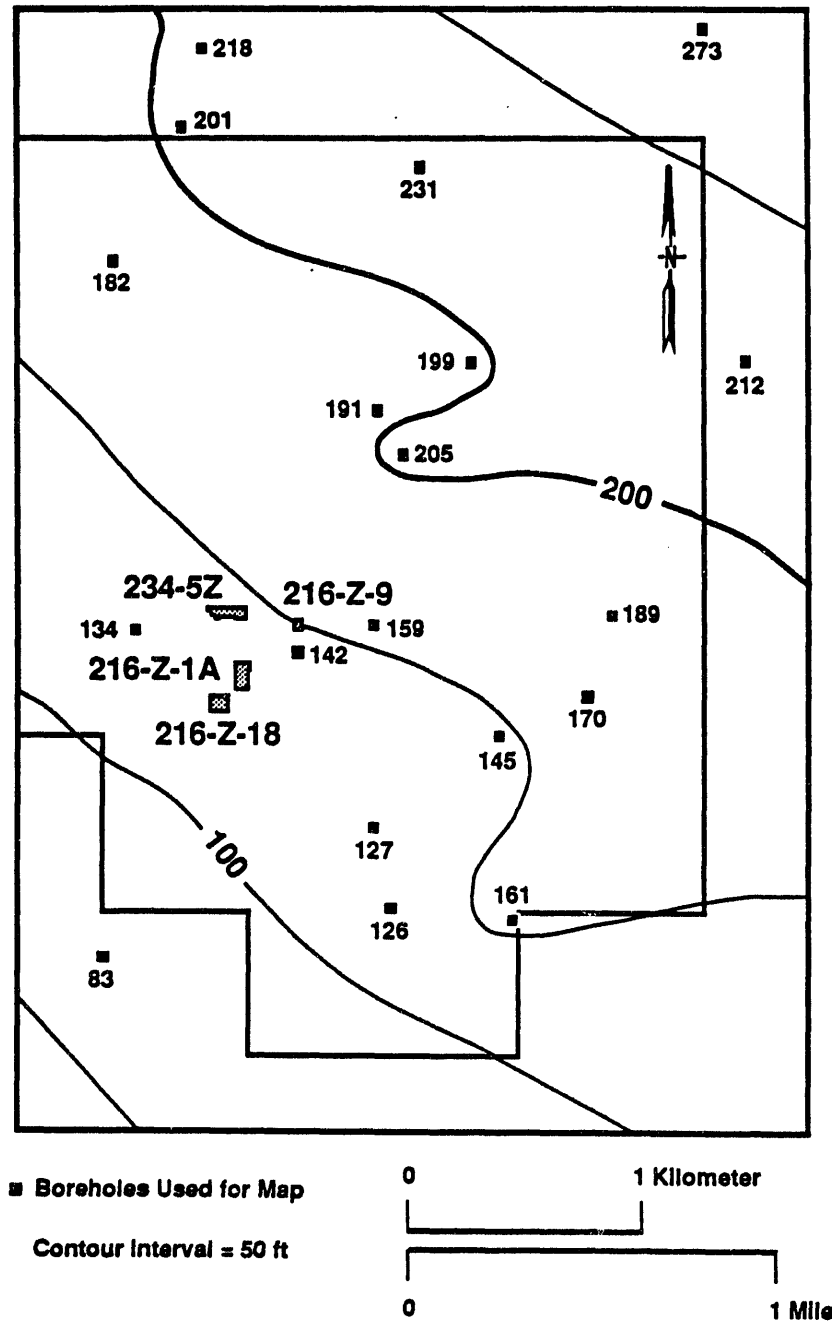 218
273
201
231
N
182
199
212
191
205
200
234-5Z
216-Z-9
134
159
189
142
216-Z-1A
216-Z-18
170
145
127
100
161
126
83
0
1 Kilometer
Boreholes Used for Map
Contour Interval = 50 ft
0
1 Mile